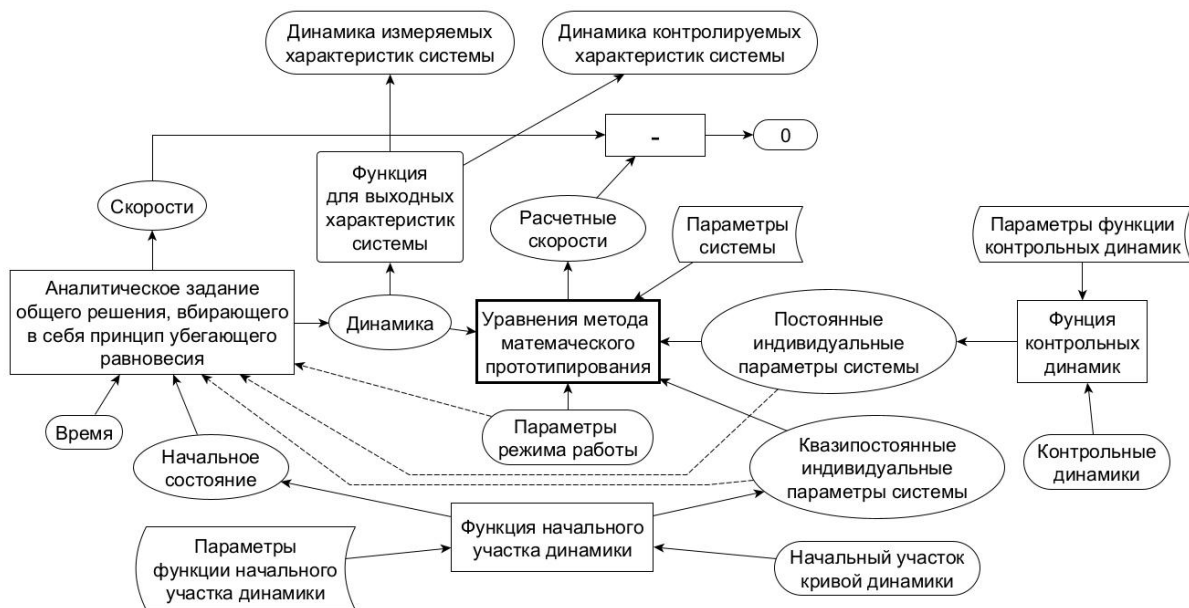 Динамика измеряемых
характеристик системы
Динамика контролируемых
характеристик системы
-
0
Функция
для выходных
характеристик
системы
Скорости
Расчетные
скорости
Параметры
системы
Параметры функции
контрольных динамик
Аналитическое задание
общего решения, вбирающего
в себя принцип убегающего
равновесия
Динамика
Уравнения метода
матемаческого
прототипирования
Постоянные
индивидуальные
параметры системы
Фунция
контрольных
динамик
Время
Начальное
состояние
Параметры
режима работы
Квазипостоянные
индивидуальные
параметры системы
Контрольные
динамики
Функция начального
участка динамики
Параметры
функции начального
участка динамики
Начальный участок
кривой динамики